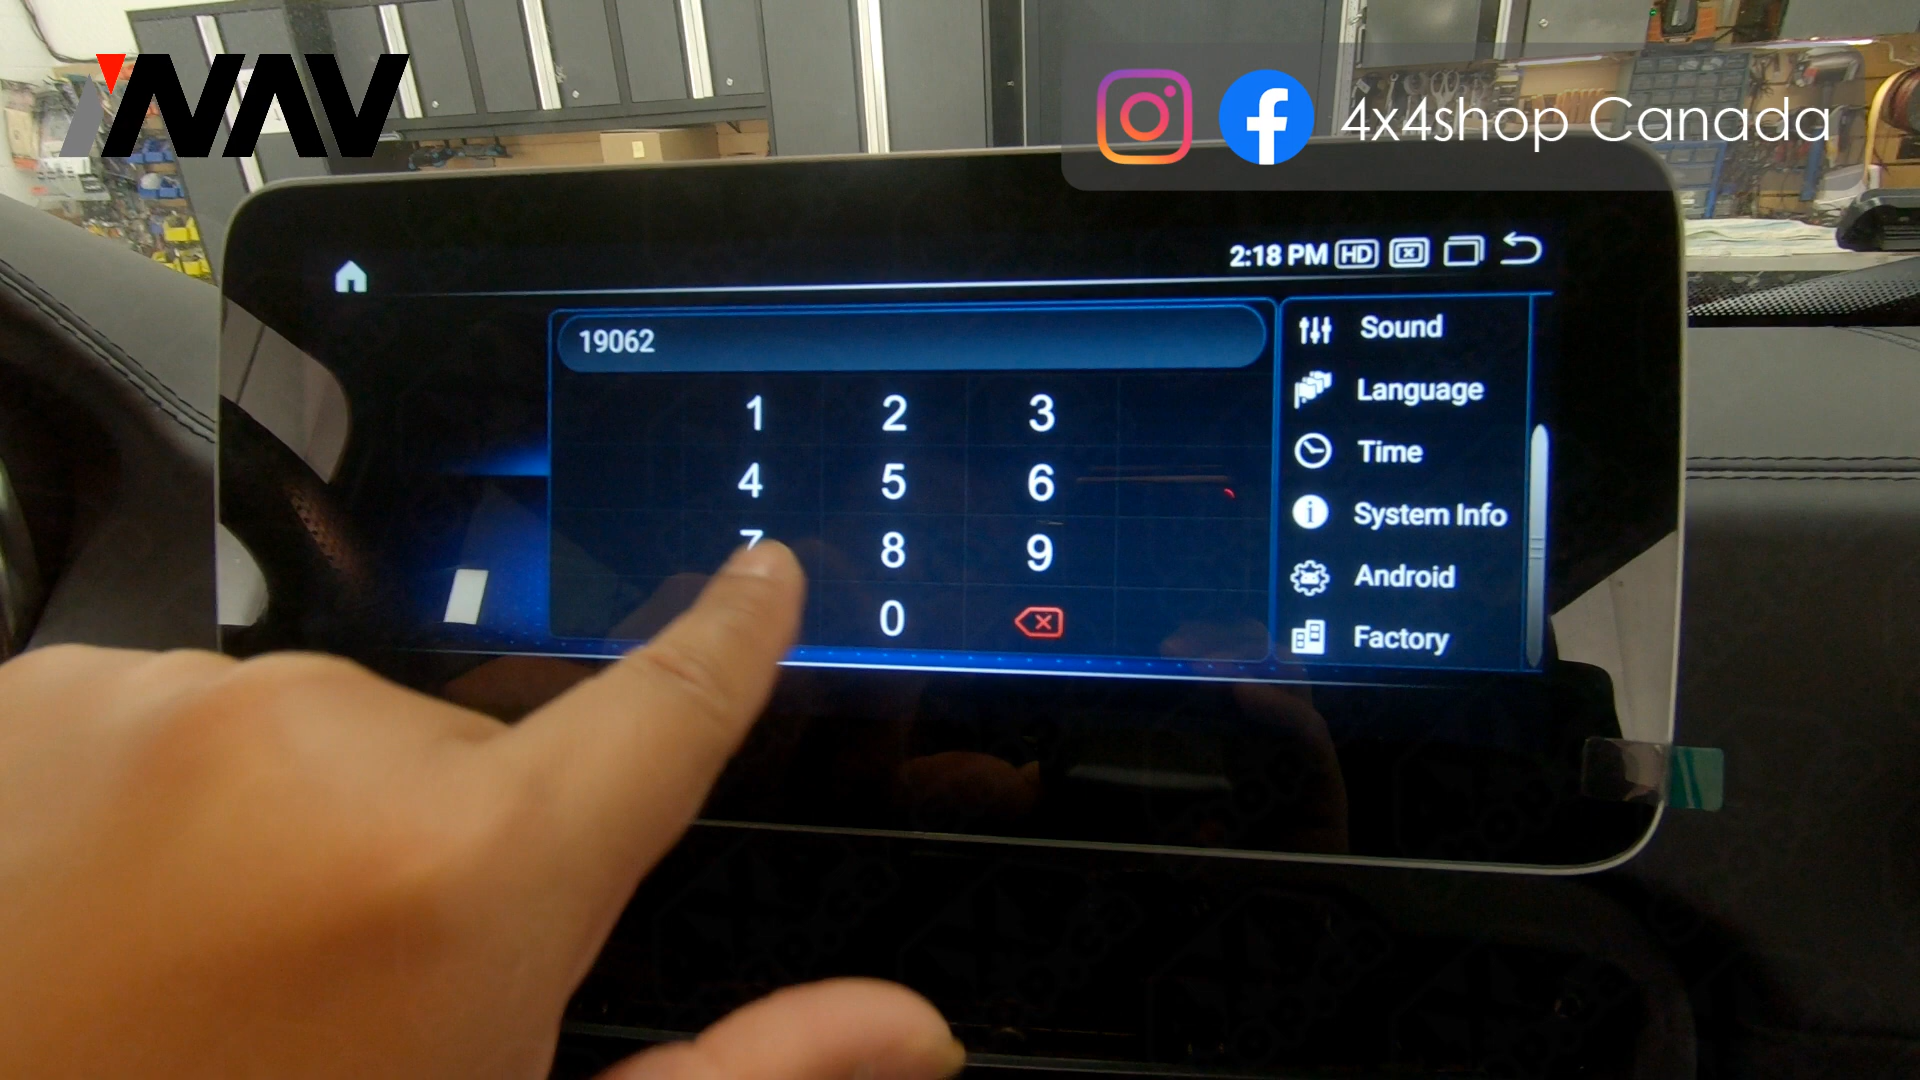 NAV
4x4shop Canada
2:18 PM HD
19062
1 2 3
4 5 6
7 8 9
0
Sound
Language
Time
System Info
Android
Factory